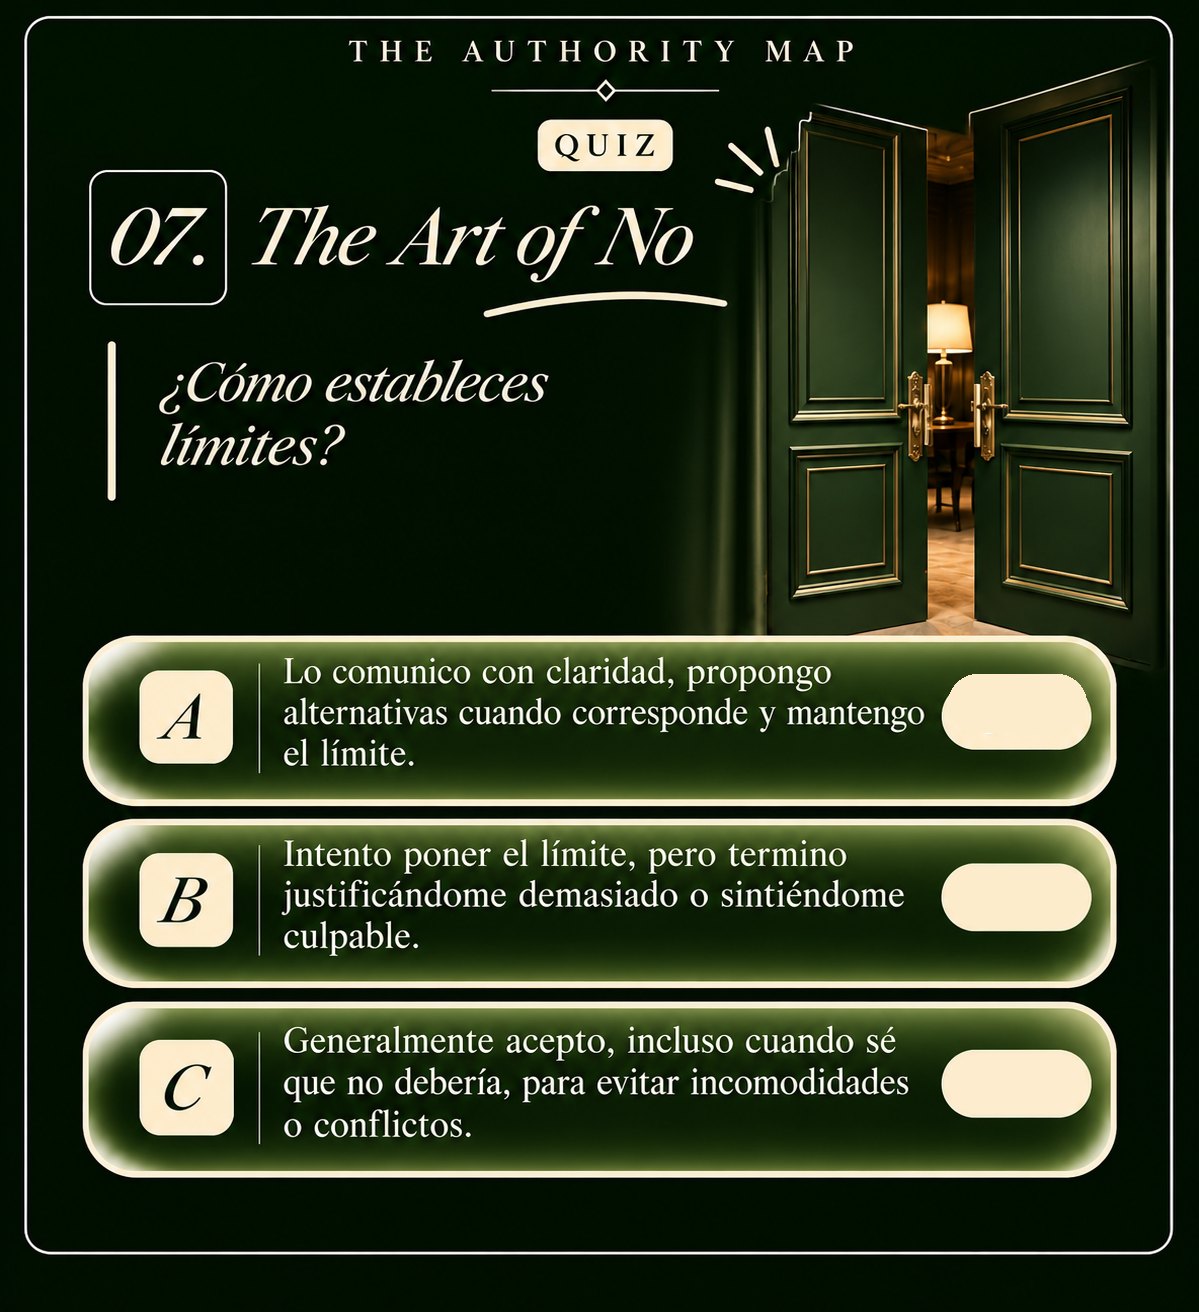 THE AUTHORITY MAP
QUIZ
07. The Art of No
¿Cómo estableces
límites?
A
Lo comunico con claridad, propongo
alternativas cuando corresponde y mantengo
el límite.
B
Intento poner el límite, pero termino
justificándome demasiado o sintiéndome
culpable.
C
Generalmente acepto, incluso cuando sé
que no debería, para evitar incomodidades
o conflictos.